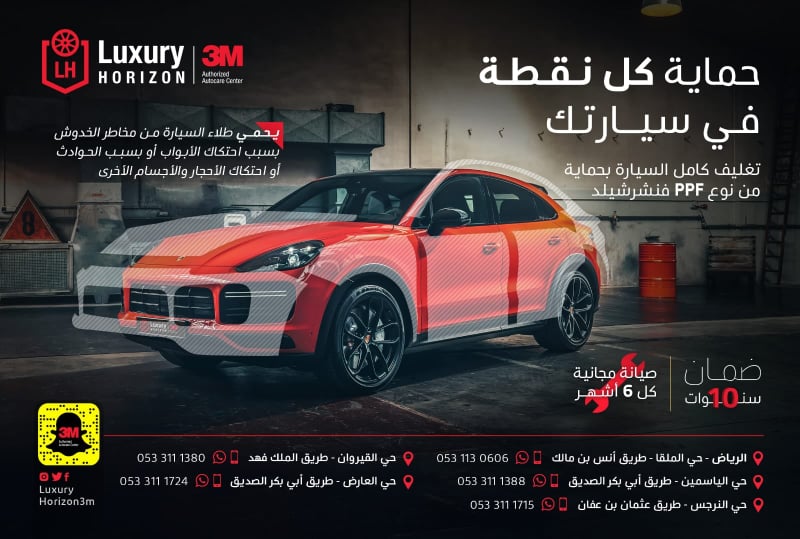 Luxury
HORIZON
LH
3M
Authorized
Autocare Center
حماية كل نقطة
في سيارتك
تغليف كامل السيارة بحماية
من نوع PPF فنشرشيلد
يحمي طلاء السيارة من مخاطر الخدوش
بسبب احتكاك الأبواب أو بسبب الحوادث
أو احتكاك الأحجار والأجسام الأخرى
ضمان
10 سنوات
صيانة مجانية
كل 6 أشهر
الرياض - حي الملقا - طريق أنس بن مالك 053 113 0606
حي الياسمين - طريق أبي بكر الصديق 053 311 1388
حي النرجس - طريق عثمان بن عفان 053 311 1715
حي القيروان - طريق الملك فهد 053 311 1380
حي العارض - طريق أبي بكر الصديق 053 311 1724
3M
Luxury
Horizon3m